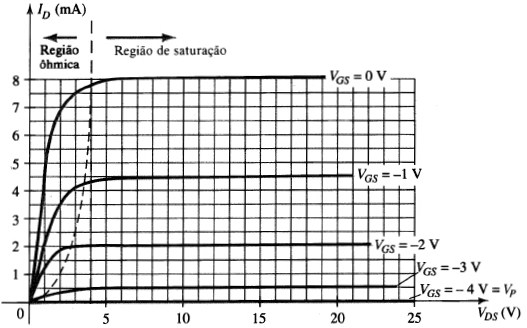 I_D (mA)
Região ôhmica
Região de saturação
8
7
6
5
4
3
2
1
0
V_GS = 0 V
V_GS = −1 V
V_GS = −2 V
V_GS = −3 V
V_GS = − 4 V = V_P
5
10
15
20
25
V_DS (V)